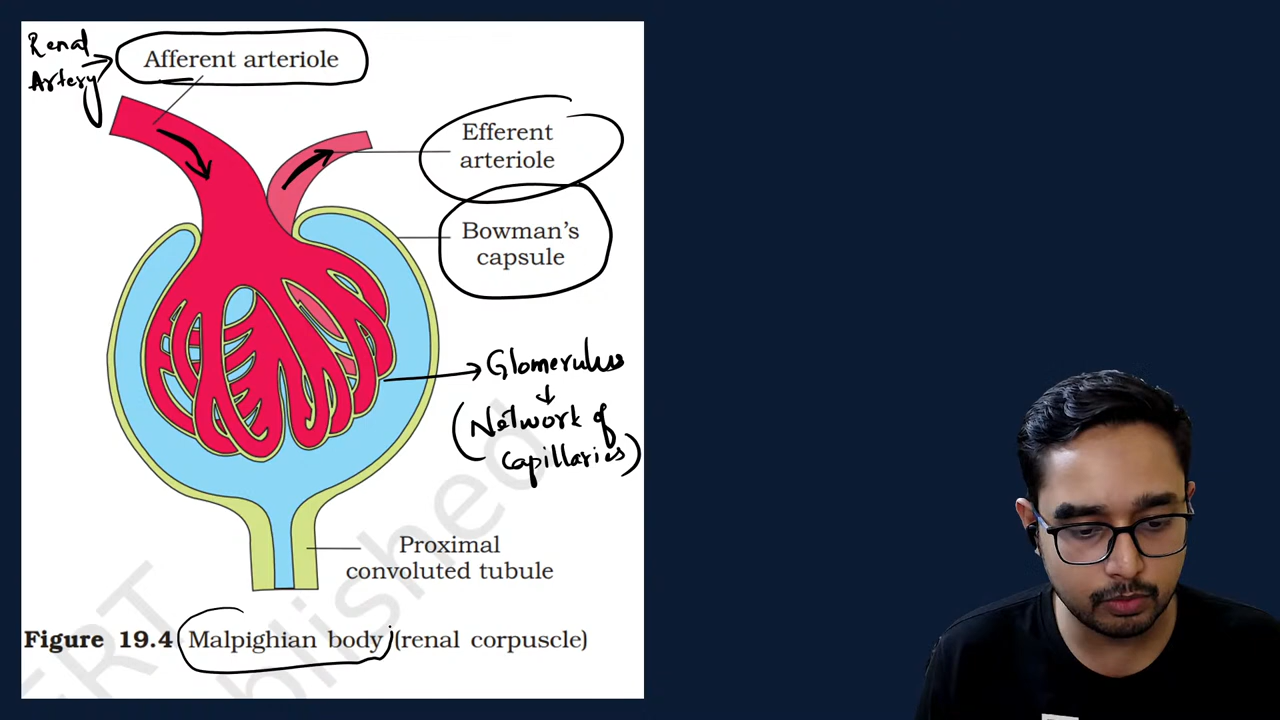 Renal
Artery
Afferent arteriole
Efferent
arteriole
Bowman's
capsule
Glomerulus
(Network of
capillaries)
Proximal
convoluted tubule
Figure 19.4 Malpighian body (renal corpuscle)
blished